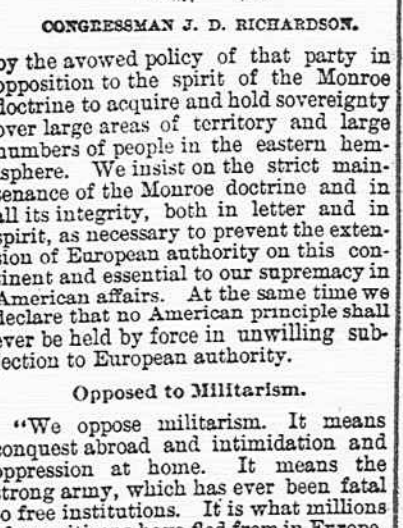 CONGRESSMAN J. D. RICHARDSON.
by the avowed policy of that party in
opposition to the spirit of the Monroe
doctrine to acquire and hold sovereignty
over large areas of territory and large
numbers of people in the eastern hem-
isphere. We insist on the strict main-
tenance of the Monroe doctrine and in
all its integrity, both in letter and in
spirit, as necessary to prevent the exten-
sion of European authority on this con-
tinent and essential to our supremacy in
American affairs. At the same time we
declare that no American principle shall
ever be held by force in unwilling sub-
jection to European authority.
Opposed to Militarism.
"We oppose militarism. It means
conquest abroad and intimidation and
oppression at home. It means the
strong army, which has ever been fatal
to free institutions. It is what millions
fled from in Europe.